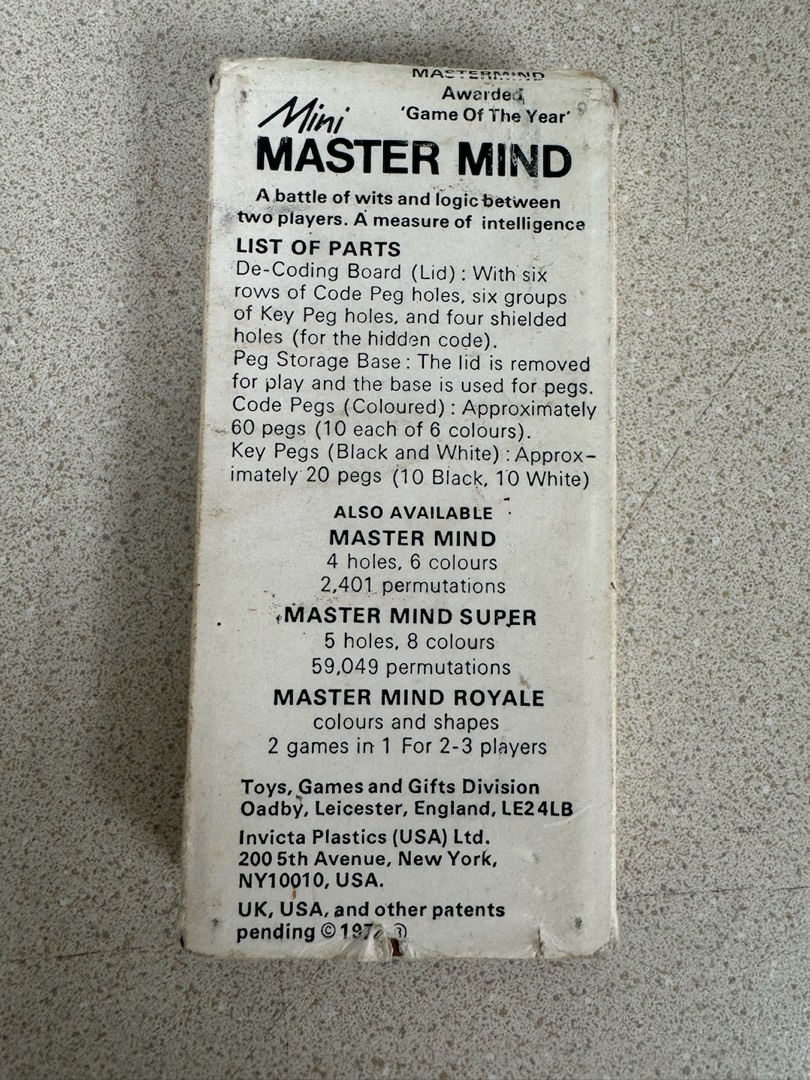 MASTERMIND
Awarded
'Game Of The Year'
Mini
MASTER MIND
A battle of wits and logic between
two players. A measure of intelligence
LIST OF PARTS
De-Coding Board (Lid) : With six
rows of Code Peg holes, six groups
of Key Peg holes, and four shielded
holes (for the hidden code).
Peg Storage Base : The lid is removed
for play and the base is used for pegs.
Code Pegs (Coloured) : Approximately
60 pegs (10 each of 6 colours).
Key Pegs (Black and White) : Approx-
imately 20 pegs (10 Black, 10 White)
ALSO AVAILABLE
MASTER MIND
4 holes, 6 colours
2,401 permutations
MASTER MIND SUPER
5 holes, 8 colours
59,049 permutations
MASTER MIND ROYALE
colours and shapes
2 games in 1 For 2-3 players
Toys, Games and Gifts Division
Oadby, Leicester, England, LE2 4LB
Invicta Plastics (USA) Ltd.
200 5th Avenue, New York,
NY10010, USA.
UK, USA, and other patents
pending ©